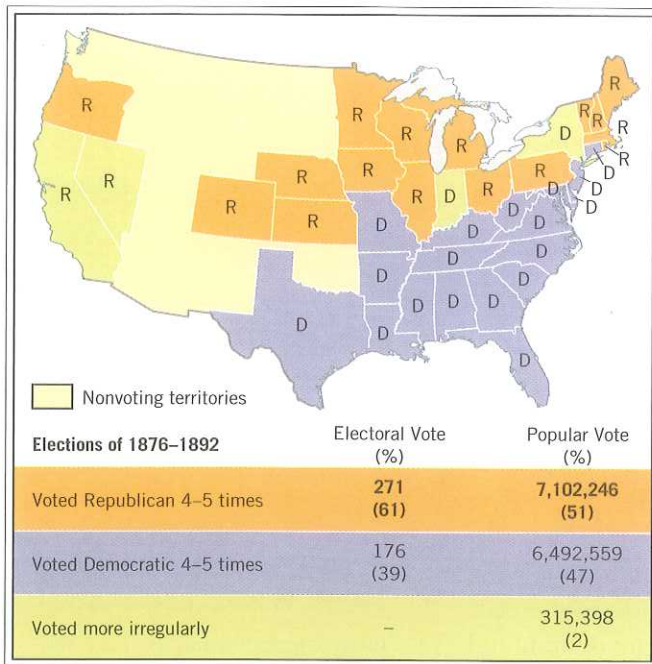 R
R R R R R
R D
R R
R R R R R D
R R D R D D
R R D D D
D D
D D
D D
D D D D
D
D
Nonvoting territories
Elections of 1876–1892 Electoral Vote (%) Popular Vote (%)
Voted Republican 4–5 times 271 (61) 7,102,246 (51)
Voted Democratic 4–5 times 176 (39) 6,492,559 (47)
Voted more irregularly – 315,398 (2)